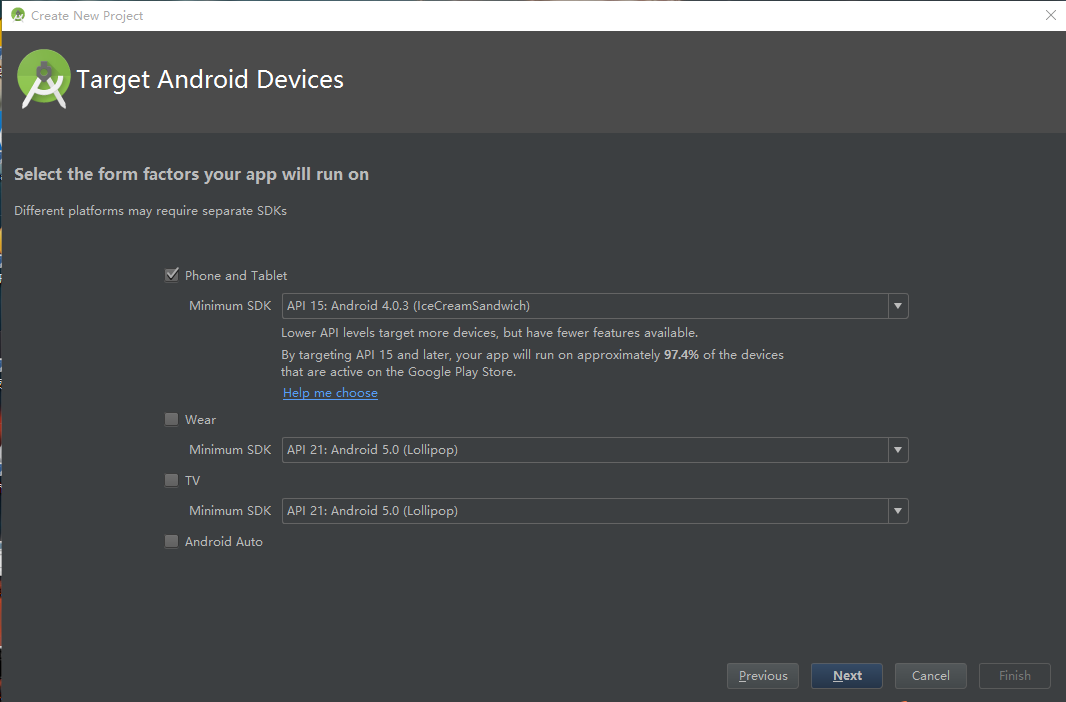 Create New Project
Target Android Devices
Select the form factors your app will run on
Different platforms may require separate SDKs
Phone and Tablet
Minimum SDK API 15: Android 4.0.3 (IceCreamSandwich)
Lower API levels target more devices, but have fewer features available.
By targeting API 15 and later, your app will run on approximately 97.4% of the devices
that are active on the Google Play Store.
Help me choose
Wear
Minimum SDK API 21: Android 5.0 (Lollipop)
TV
Minimum SDK API 21: Android 5.0 (Lollipop)
Android Auto
Previous Next Cancel Finish